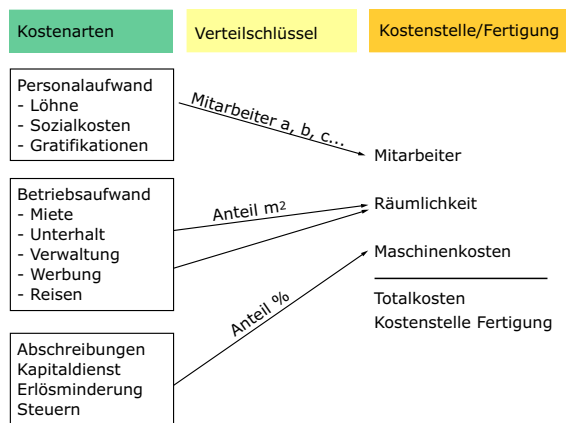 Kostenarten
Verteilschlüssel
Kostenstelle/Fertigung
Personalaufwand
- Löhne
- Sozialkosten
- Gratifikationen
Mitarbeiter a, b, c...
Mitarbeiter
Betriebsaufwand
- Miete
- Unterhalt
- Verwaltung
- Werbung
- Reisen
Anteil m²
Räumlichkeit
Maschinenkosten
Anteil %
Totalkosten
Kostenstelle Fertigung
Abschreibungen
Kapitaldienst
Erlösminderung
Steuern